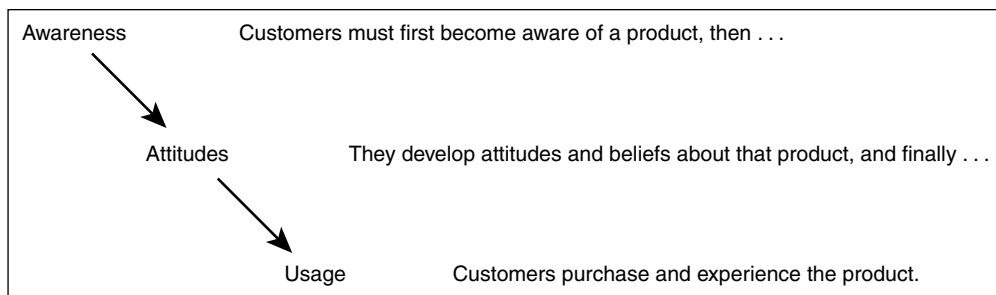 Awareness Customers must first become aware of a product, then . . .
Attitudes They develop attitudes and beliefs about that product, and finally . . .
Usage Customers purchase and experience the product.